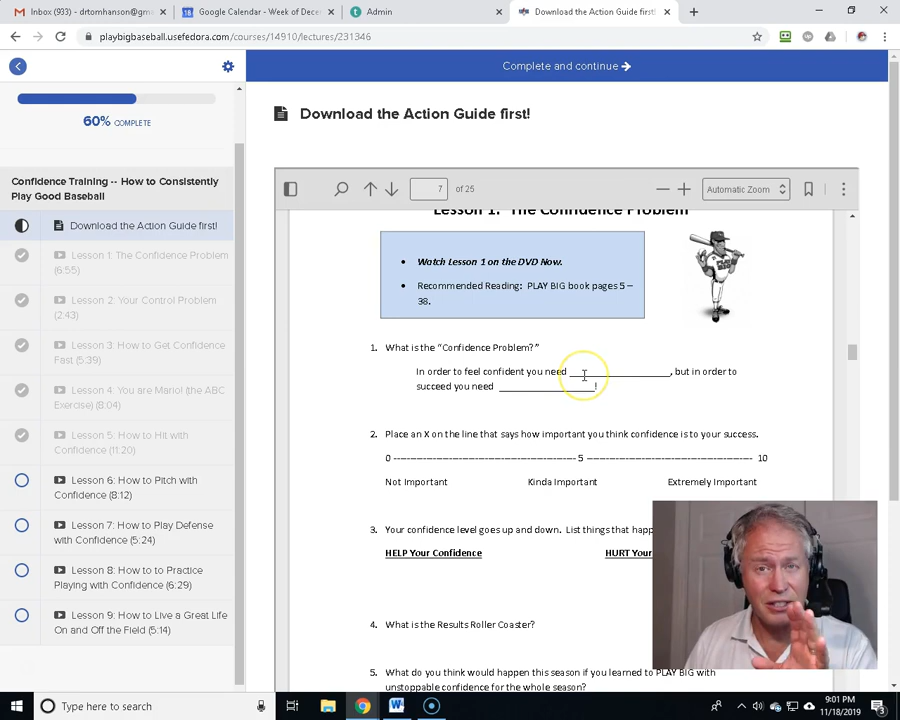 Inbox (933) - drtomhanson@gm
Google Calendar - Week of Dece
Admin
Download the Action Guide first!
playbigbaseball.usefedora.com/courses/14910/lectures/231346
Complete and continue →
60% COMPLETE
Download the Action Guide first!
Confidence Training -- How to Consistently
Play Good Baseball
Download the Action Guide first!
Lesson 1: The Confidence Problem
(6:55)
Lesson 2: Your Control Problem
(2:43)
Lesson 3: How to Get Confidence
Fast (5:39)
Lesson 4: You are Mario! (the ABC
Exercise) (8:04)
Lesson 5: How to Hit with
Confidence (11:20)
Lesson 6: How to Pitch with
Confidence (8:12)
Lesson 7: How to Play Defense
with Confidence (5:24)
Lesson 8: How to to Practice
Playing with Confidence (6:29)
Lesson 9: How to Live a Great Life
On and Off the Field (5:14)
7 of 25
Automatic Zoom
Lesson 1: The Confidence Problem
• Watch Lesson 1 on the DVD Now.
• Recommended Reading: PLAY BIG book pages 5 –
38.
1. What is the “Confidence Problem?”
In order to feel confident you need ____________________, but in order to
succeed you need ____________________!
2. Place an X on the line that says how important you think confidence is to your success.
0 ---------------------------------------------------- 5 ---------------------------------------------- 10
Not Important Kinda Important Extremely Important
3. Your confidence level goes up and down. List things that happ
HELP Your Confidence HURT Your
4. What is the Results Roller Coaster?
5. What do you think would happen this season if you learned to PLAY BIG with
unstoppable confidence for the whole season?
Type here to search
9:01 PM
11/18/2019